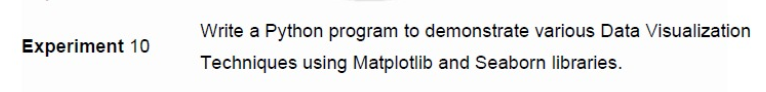 Write a Python program to demonstrate various Data Visualization
Experiment 10
Techniques using Matplotlib and Seaborn libraries.